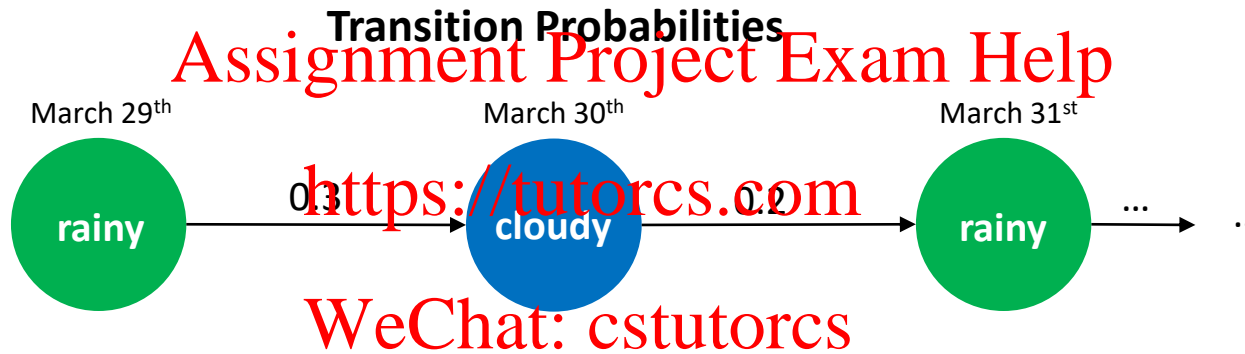 Transition Probabilities
Assignment Project Exam Help
March 29th March 30th March 31st
https://tutorcs.com
0.3 0.2 ...
rainy cloudy rainy .
WeChat: cstutorcs